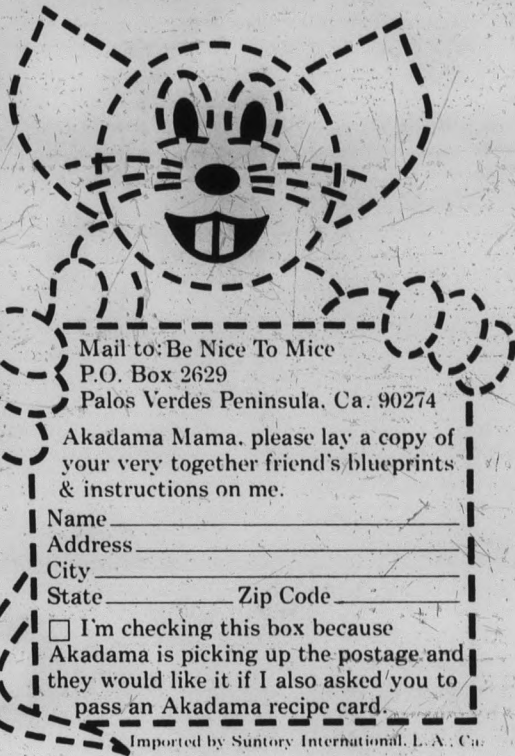 Mail to: Be Nice To Mice
P.O. Box 2629
Palos Verdes Peninsula, Ca. 90274
Akadama Mama, please lay a copy of
your very together friend's blueprints
& instructions on me.
Name
Address
City
State Zip Code
I'm checking this box because
Akadama is picking up the postage and
they would like it if I also asked you to
pass an Akadama recipe card.
Imported by Suntory International, L.A., Ca.